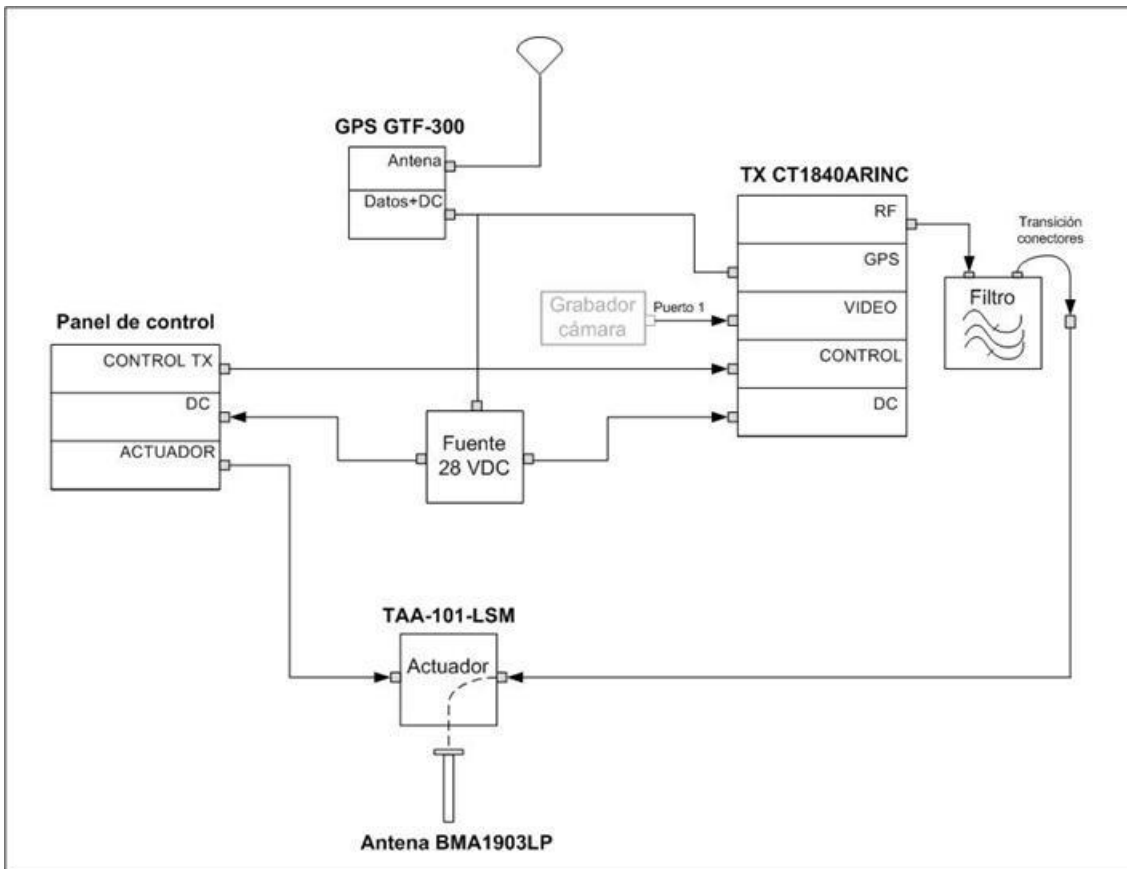 GPS GTF-300
Antena
Datos+DC
TX CT1840ARINC
RF
GPS
VIDEO
CONTROL
DC
Transición
conectores
Filtro
Grabador
cámara
Puerto 1
Panel de control
CONTROL TX
DC
ACTUADOR
Fuente
28 VDC
TAA-101-LSM
Actuador
Antena BMA1903LP